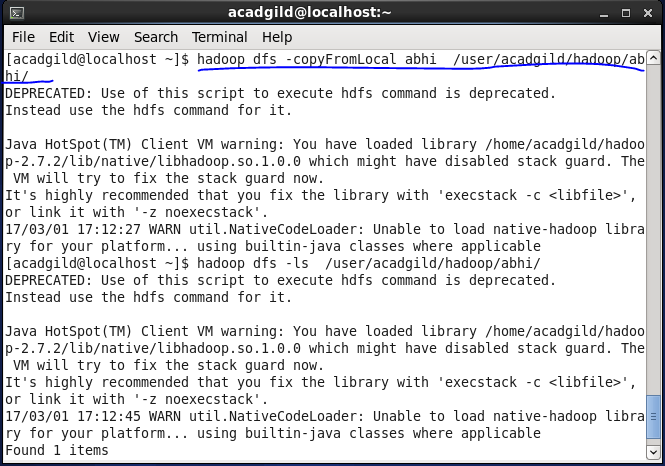 acadgild@localhost:~
File Edit View Search Terminal Help
[acadgild@localhost ~]$ hadoop dfs -copyFromLocal abhi  /user/acadgild/hadoop/ab
hi/
DEPRECATED: Use of this script to execute hdfs command is deprecated.
Instead use the hdfs command for it.

Java HotSpot(TM) Client VM warning: You have loaded library /home/acadgild/hadoo
p-2.7.2/lib/native/libhadoop.so.1.0.0 which might have disabled stack guard. The
 VM will try to fix the stack guard now.
It's highly recommended that you fix the library with 'execstack -c <libfile>',
or link it with '-z noexecstack'.
17/03/01 17:12:27 WARN util.NativeCodeLoader: Unable to load native-hadoop libra
ry for your platform... using builtin-java classes where applicable
[acadgild@localhost ~]$ hadoop dfs -ls  /user/acadgild/hadoop/abhi/
DEPRECATED: Use of this script to execute hdfs command is deprecated.
Instead use the hdfs command for it.

Java HotSpot(TM) Client VM warning: You have loaded library /home/acadgild/hadoo
p-2.7.2/lib/native/libhadoop.so.1.0.0 which might have disabled stack guard. The
 VM will try to fix the stack guard now.
It's highly recommended that you fix the library with 'execstack -c <libfile>',
or link it with '-z noexecstack'.
17/03/01 17:12:45 WARN util.NativeCodeLoader: Unable to load native-hadoop libra
ry for your platform... using builtin-java classes where applicable
Found 1 items